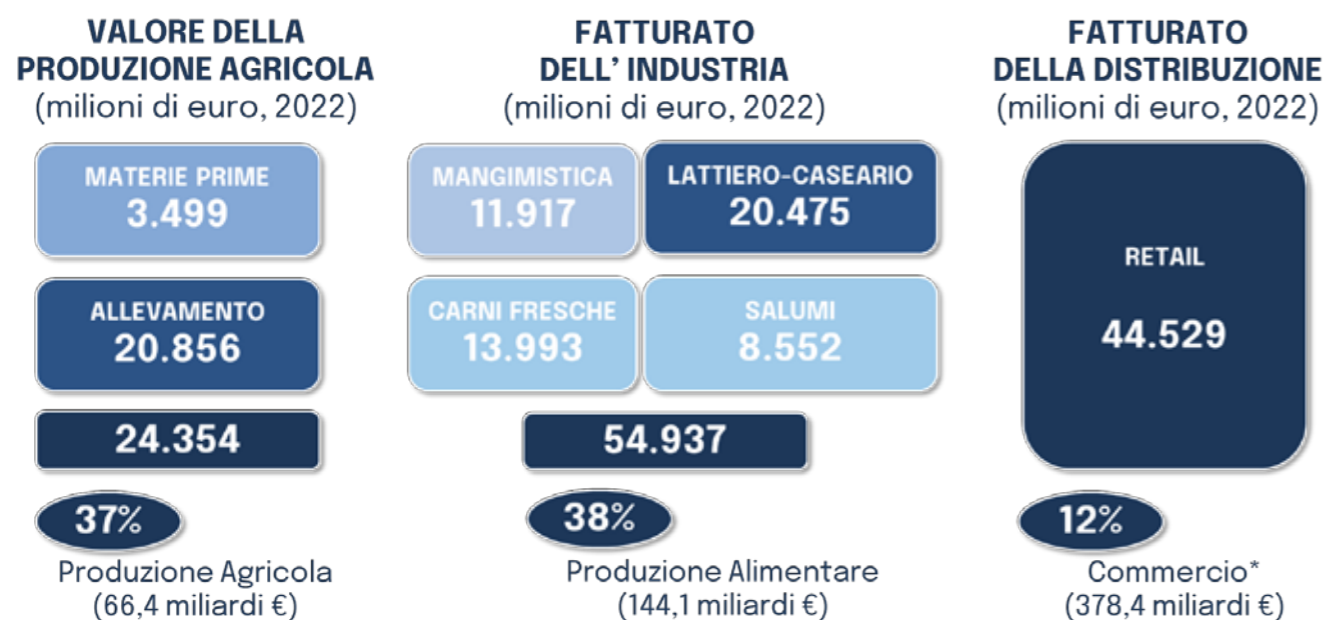 VALORE DELLA
PRODUZIONE AGRICOLA
(milioni di euro, 2022)
MATERIE PRIME
3.499
ALLEVAMENTO
20.856
24.354
37%
Produzione Agricola
(66,4 miliardi €)
FATTURATO
DELL' INDUSTRIA
(milioni di euro, 2022)
MANGIMISTICA
11.917
LATTIERO-CASEARIO
20.475
CARNI FRESCHE
13.993
SALUMI
8.552
54.937
38%
Produzione Alimentare
(144,1 miliardi €)
FATTURATO
DELLA DISTRIBUZIONE
(milioni di euro, 2022)
RETAIL
44.529
12%
Commercio*
(378,4 miliardi €)